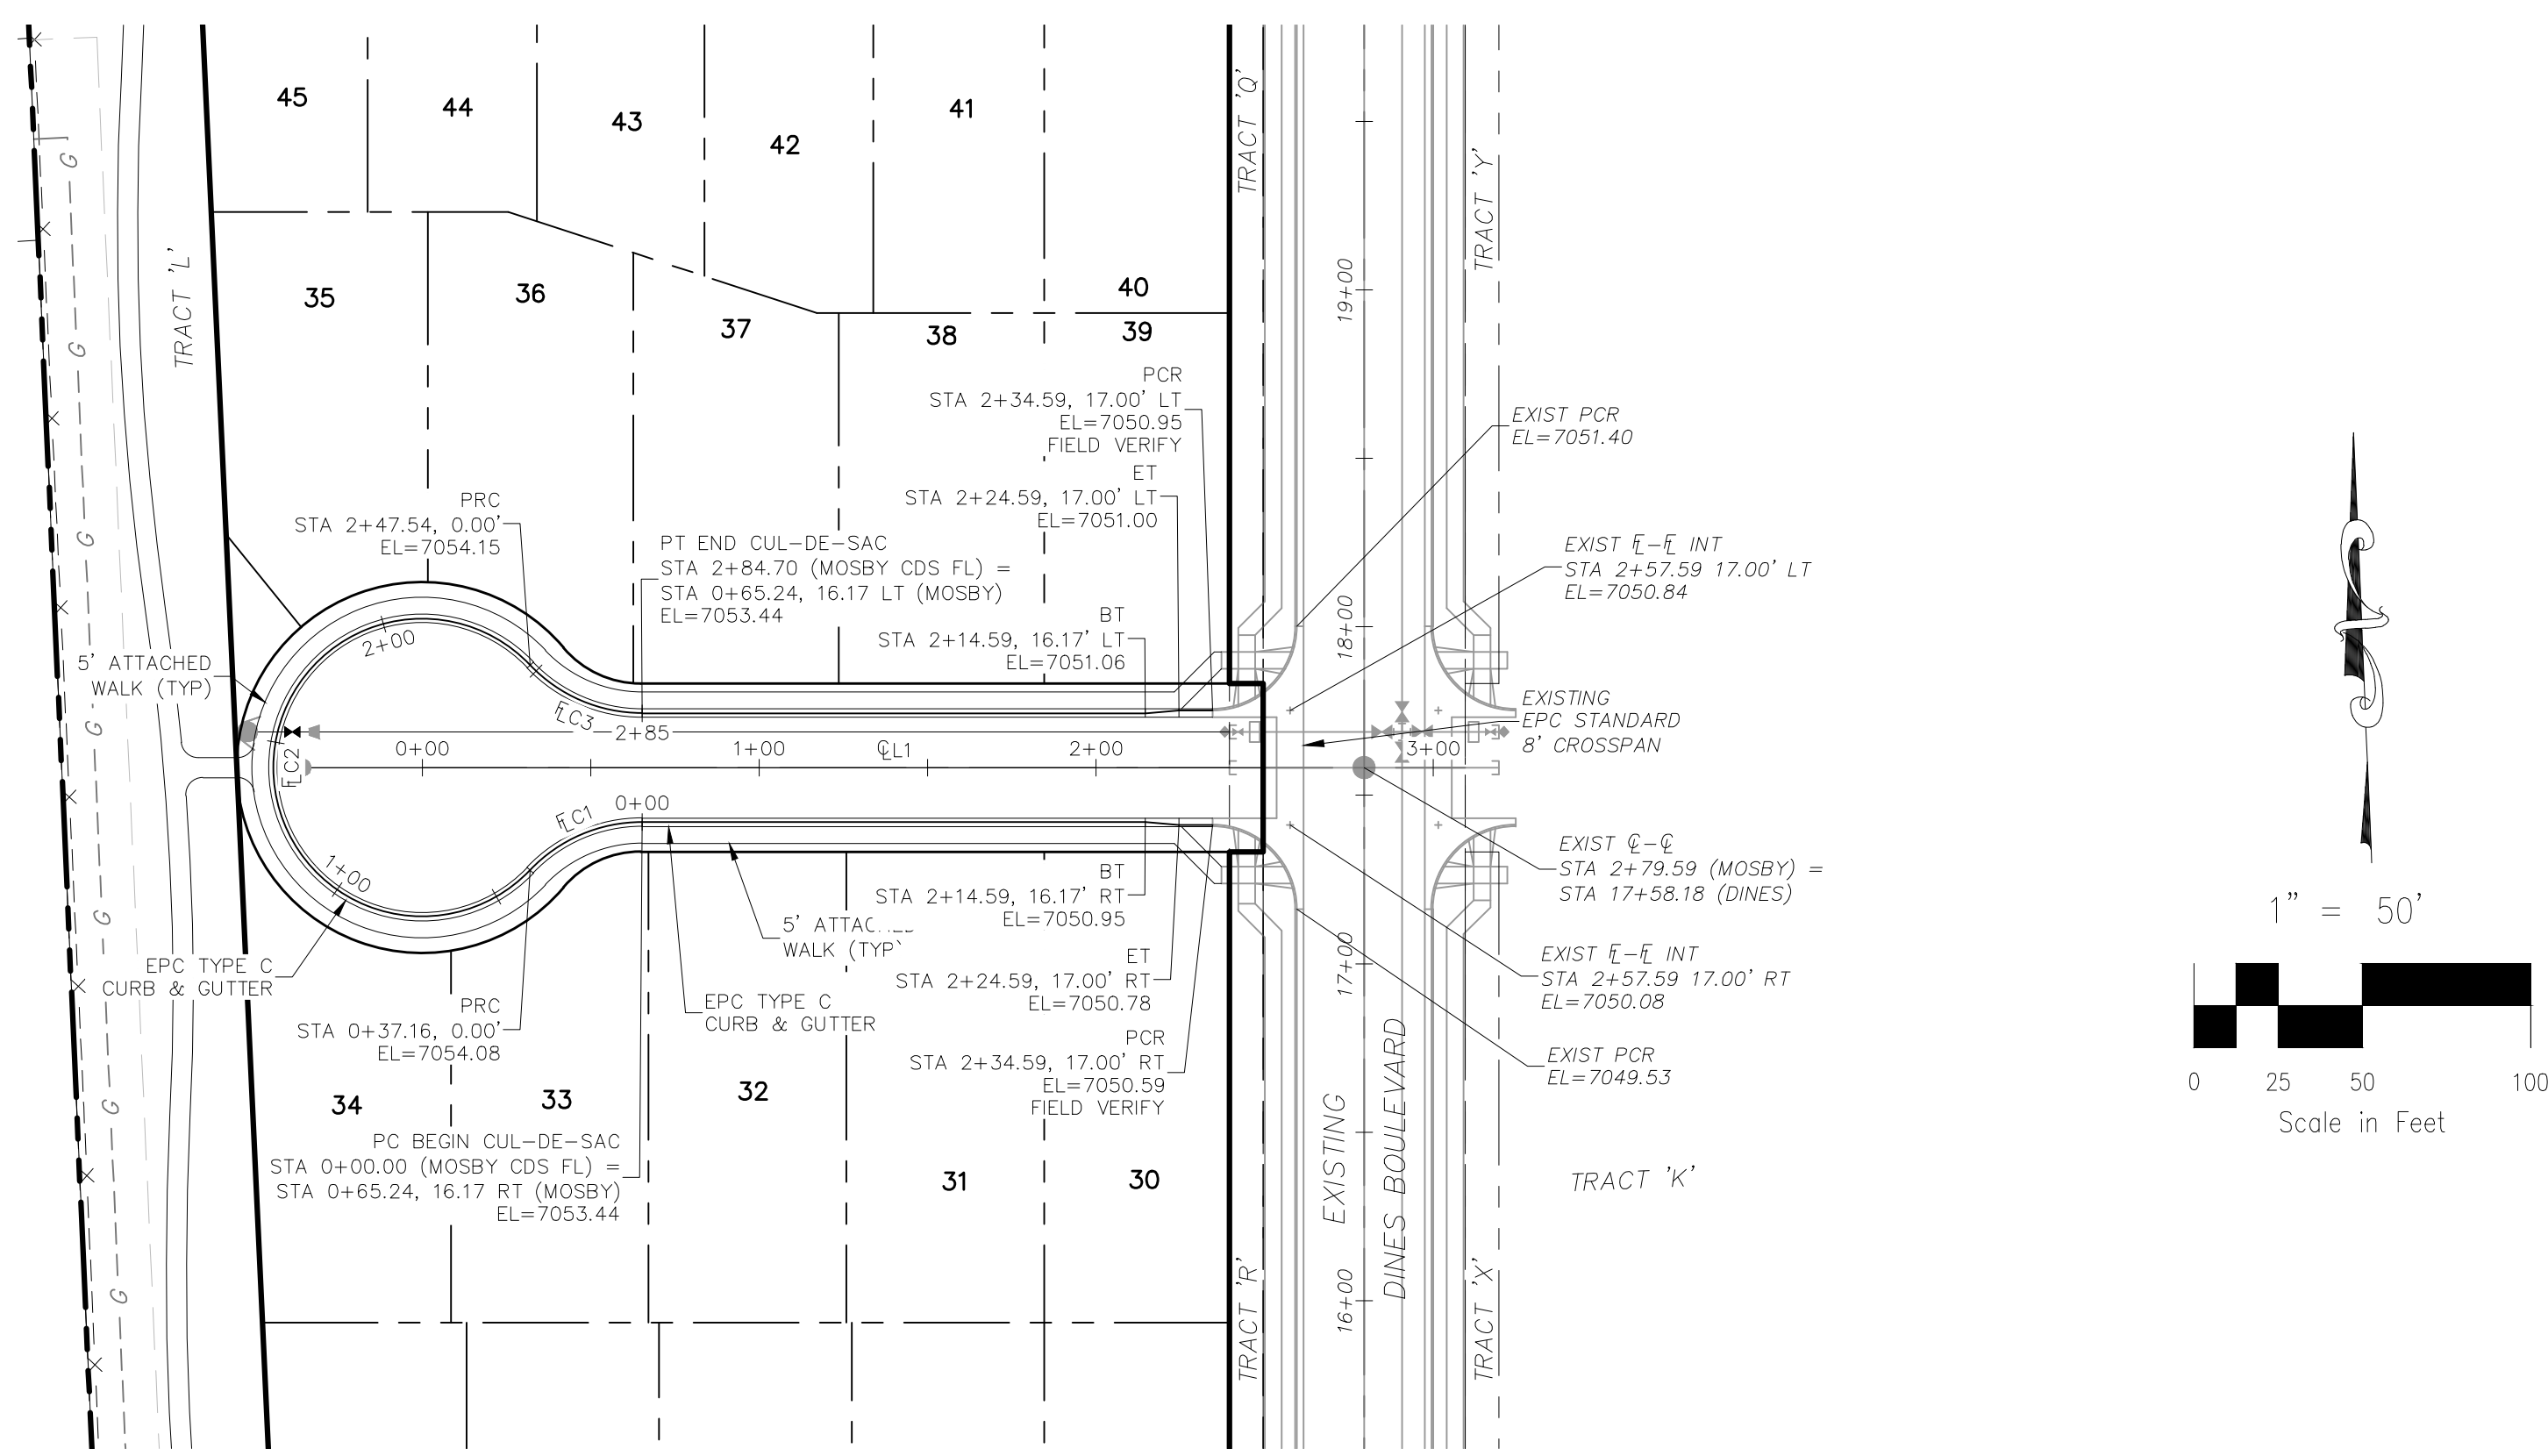 45
44
43
42
41
TRACT 'Q'
TRACT 'Y'
G
G
G
G
G
G
G
TRACT 'L'
35
36
37
38
40
39
19+00
PCR
STA 2+34.59, 17.00' LT
EL=7050.95
FIELD VERIFY
ET
STA 2+24.59, 17.00' LT
EL=7051.00
BT
STA 2+14.59, 16.17' LT
EL=7051.06
EXIST PCR
EL=7051.40
PRC
STA 2+47.54, 0.00'
EL=7054.15
PT END CUL-DE-SAC
STA 2+84.70 (MOSBY CDS FL) =
STA 0+65.24, 16.17 LT (MOSBY)
EL=7053.44
EXIST FL-FL INT
STA 2+57.59 17.00' LT
EL=7050.84
18+00
5' ATTACHED
WALK (TYP)
2+00
FLC3
2+85
0+00
1+00
CLL1
2+00
3+00
EXISTING
EPC STANDARD
8' CROSSPAN
FLC2
0+00
FLC1
1+00
EXIST CL-CL
STA 2+79.59 (MOSBY) =
STA 17+58.18 (DINES)
BT
STA 2+14.59, 16.17' RT
EL=7050.95
5'
WALK (TYP
ET
STA 2+24.59, 17.00' RT
EL=7050.78
17+00
EXIST FL-FL INT
STA 2+57.59 17.00' RT
EL=7050.08
EPC TYPE C
CURB & GUTTER
EPC TYPE C
CURB & GUTTER
PRC
STA 0+37.16, 0.00'
EL=7054.08
PCR
STA 2+34.59, 17.00' RT
EL=7050.59
FIELD VERIFY
EXIST PCR
EL=7049.53
34
33
32
31
30
PC BEGIN CUL-DE-SAC
STA 0+00.00 (MOSBY CDS FL) =
STA 0+65.24, 16.17 RT (MOSBY)
EL=7053.44
EXISTING
DINES BOULEVARD
TRACT 'K'
16+00
TRACT 'R'
TRACT 'X'
1" = 50'
0 25 50 100
Scale in Feet